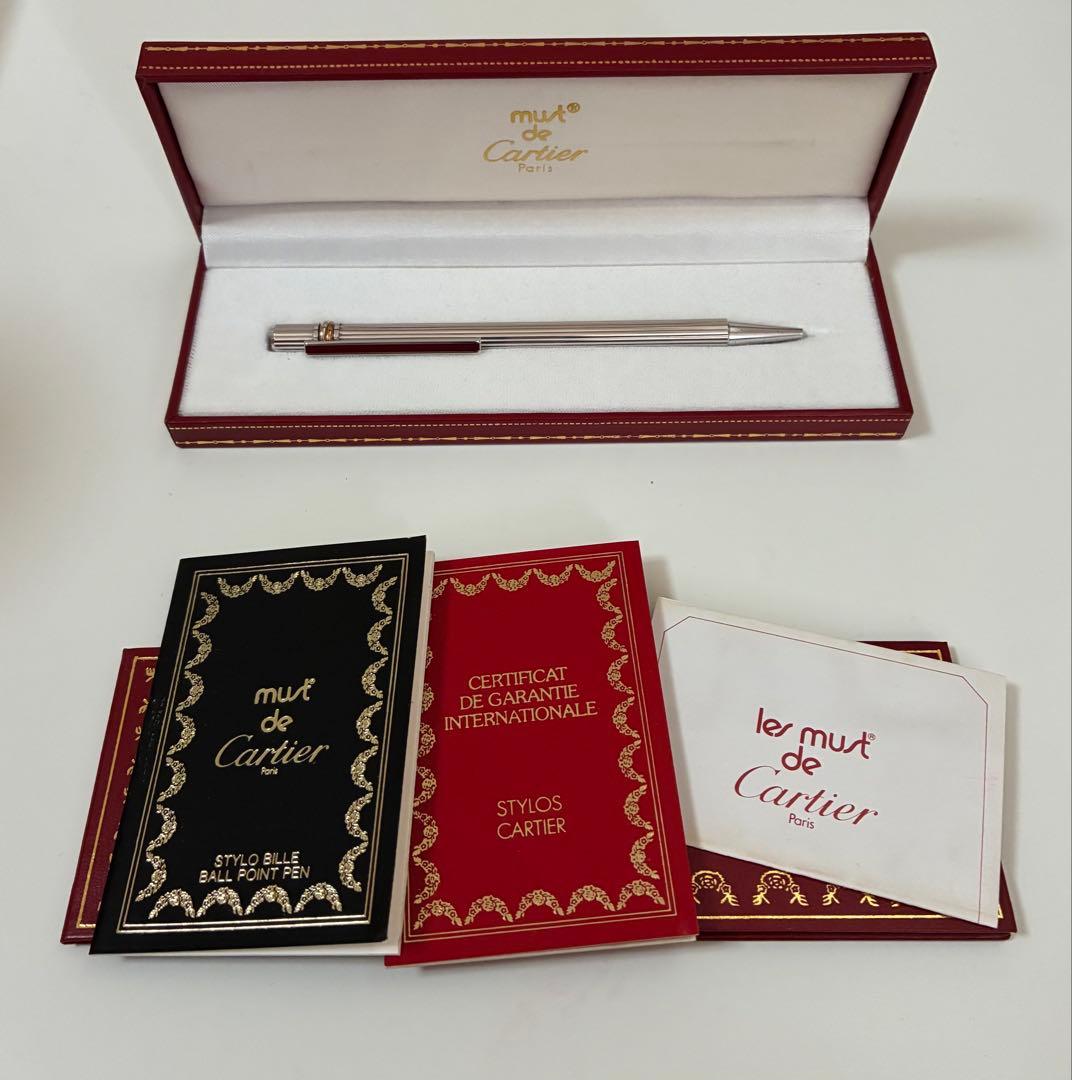 must®
de
Cartier
Paris
must®
de
Cartier
Paris
STYLO BILLE
BALL POINT PEN
CERTIFICAT
DE GARANTIE
INTERNATIONALE
STYLOS
CARTIER
les must®
de
Cartier
Paris